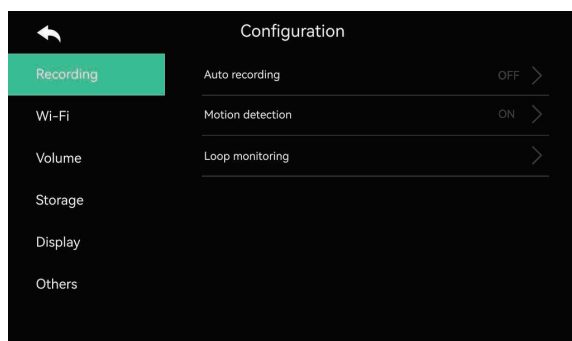 Configuration
Recording
Auto recording OFF
Wi-Fi
Motion detection ON
Volume
Loop monitoring
Storage
Display
Others